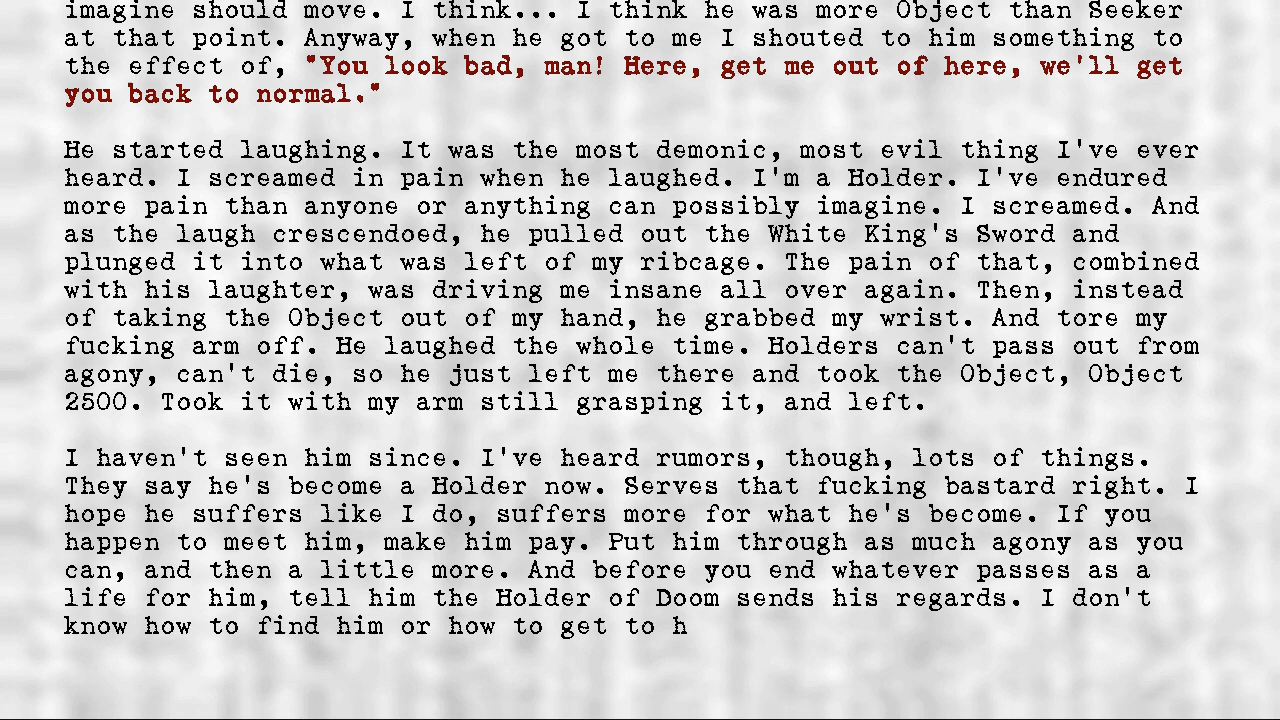 imagine should move. I think... I think he was more Object than Seeker
at that point. Anyway, when he got to me I shouted to him something to
the effect of, "You look bad, man! Here, get me out of here, we'll get
you back to normal."
He started laughing. It was the most demonic, most evil thing I've ever
heard. I screamed in pain when he laughed. I'm a Holder. I've endured
more pain than anyone or anything can possibly imagine. I screamed. And
as the laugh crescendoed, he pulled out the White King's Sword and
plunged it into what was left of my ribcage. The pain of that, combined
with his laughter, was driving me insane all over again. Then, instead
of taking the Object out of my hand, he grabbed my wrist. And tore my
fucking arm off. He laughed the whole time. Holders can't pass out from
agony, can't die, so he just left me there and took the Object, Object
2500. Took it with my arm still grasping it, and left.
I haven't seen him since. I've heard rumors, though, lots of things.
They say he's become a Holder now. Serves that fucking bastard right. I
hope he suffers like I do, suffers more for what he's become. If you
happen to meet him, make him pay. Put him through as much agony as you
can, and then a little more. And before you end whatever passes as a
life for him, tell him the Holder of Doom sends his regards. I don't
know how to find him or how to get to h